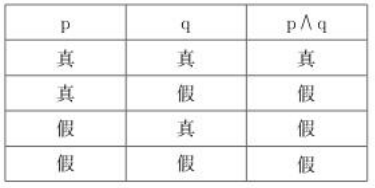 p q p∧q
真 真 真
真 假 假
假 真 假
假 假 假